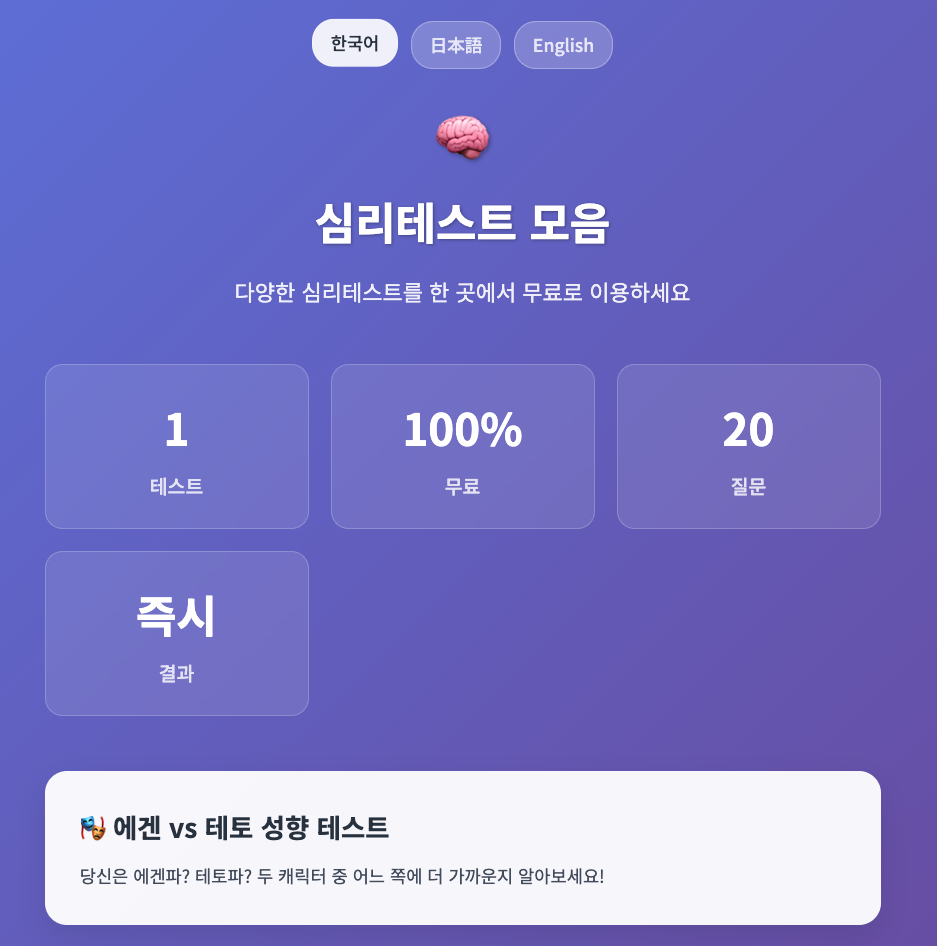 한국어
日本語
English
심리테스트 모음
다양한 심리테스트를 한 곳에서 무료로 이용하세요
1
테스트
100%
무료
20
질문
즉시
결과
에겐 vs 테토 성향 테스트
당신은 에겐파? 테토파? 두 캐릭터 중 어느 쪽에 더 가까운지 알아보세요!